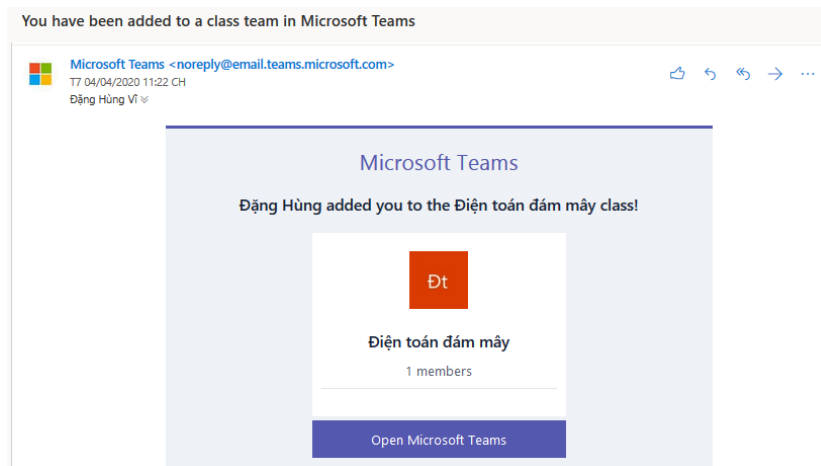 You have been added to a class team in Microsoft Teams
Microsoft Teams <noreply@email.teams.microsoft.com>
T7 04/04/2020 11:22 CH
Đặng Hùng Vĩ
Microsoft Teams
Đặng Hùng added you to the Điện toán đám mây class!
Đt
Điện toán đám mây
1 members
Open Microsoft Teams